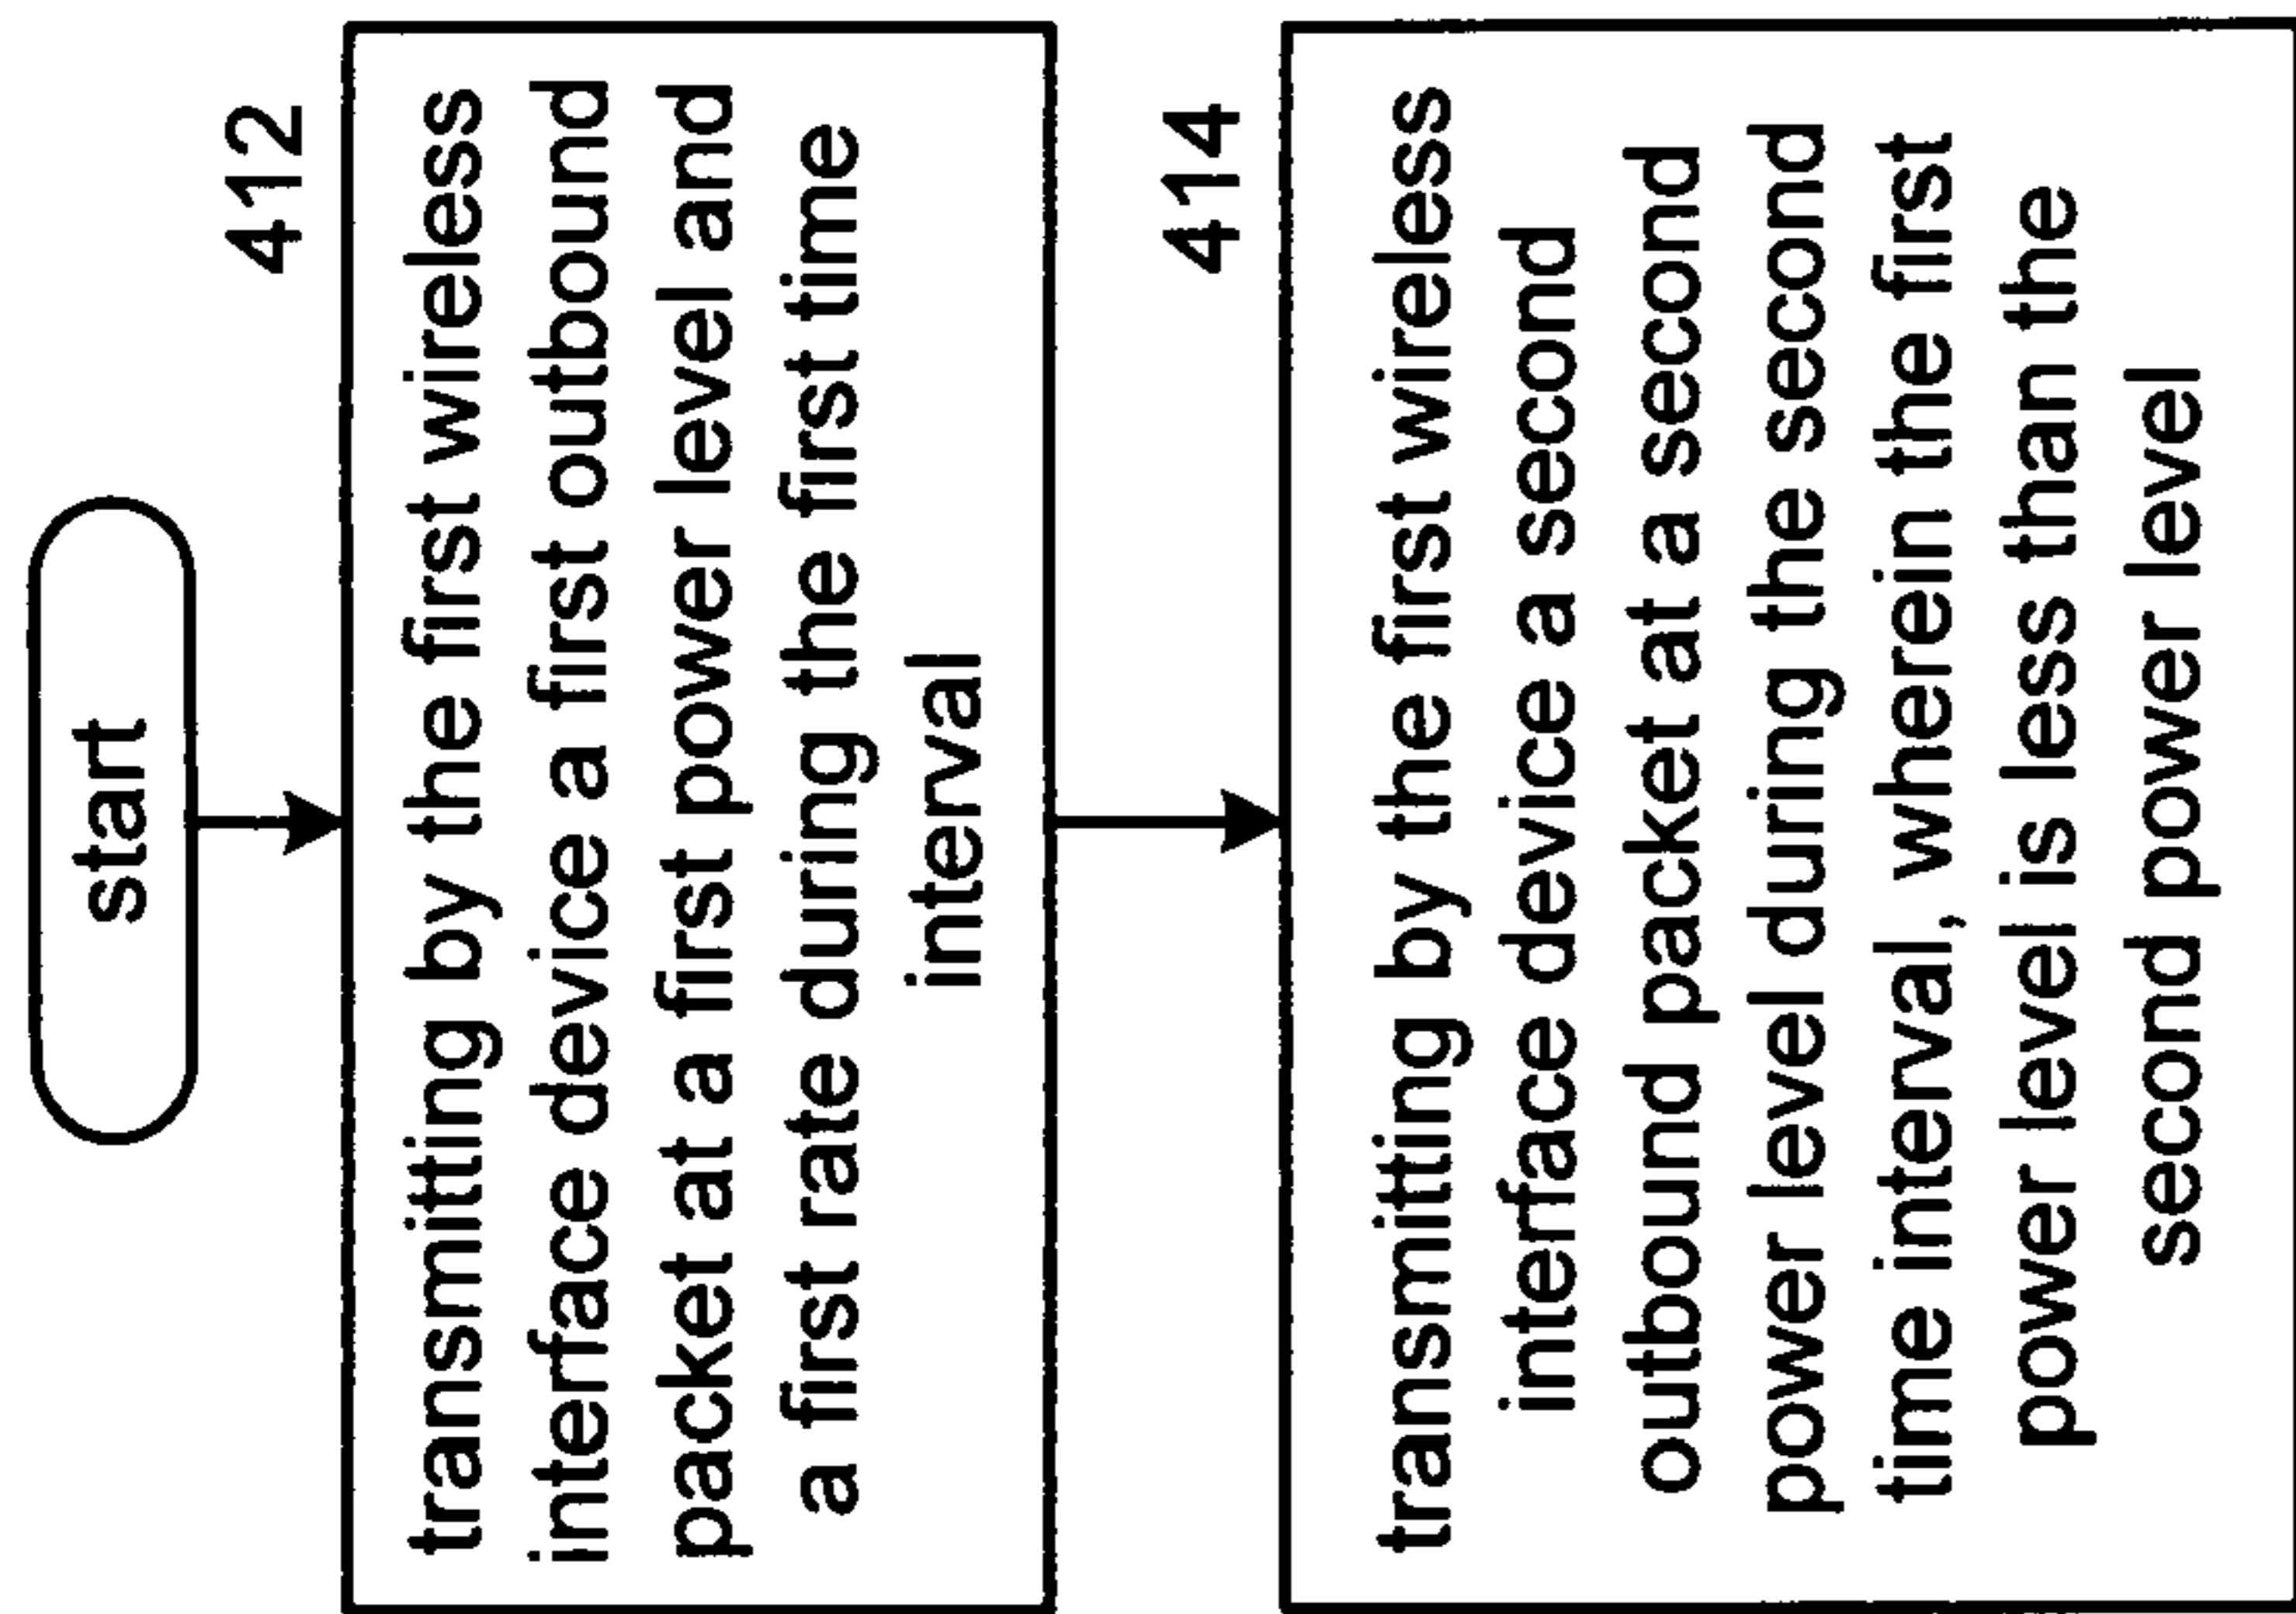 start
412
transmitting by the first wireless
interface device a first outbound
packet at a first power level and
a first rate during the first time
interval
414
transmitting by the first wireless
interface device a second
outbound packet at a second
power level during the second
time interval, wherein the first
power level is less than the
second power level